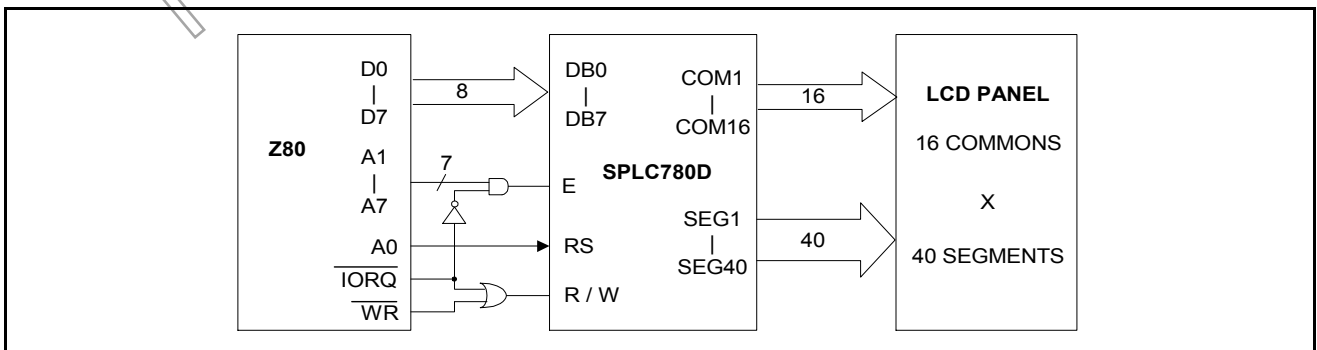 Z80
D0
|
D7
A1
|
A7
A0
IORQ
WR
8
7
DB0
|
DB7
E
RS
R / W
SPLC780D
COM1
|
COM16
SEG1
|
SEG40
16
40
LCD PANEL
16 COMMONS
X
40 SEGMENTS